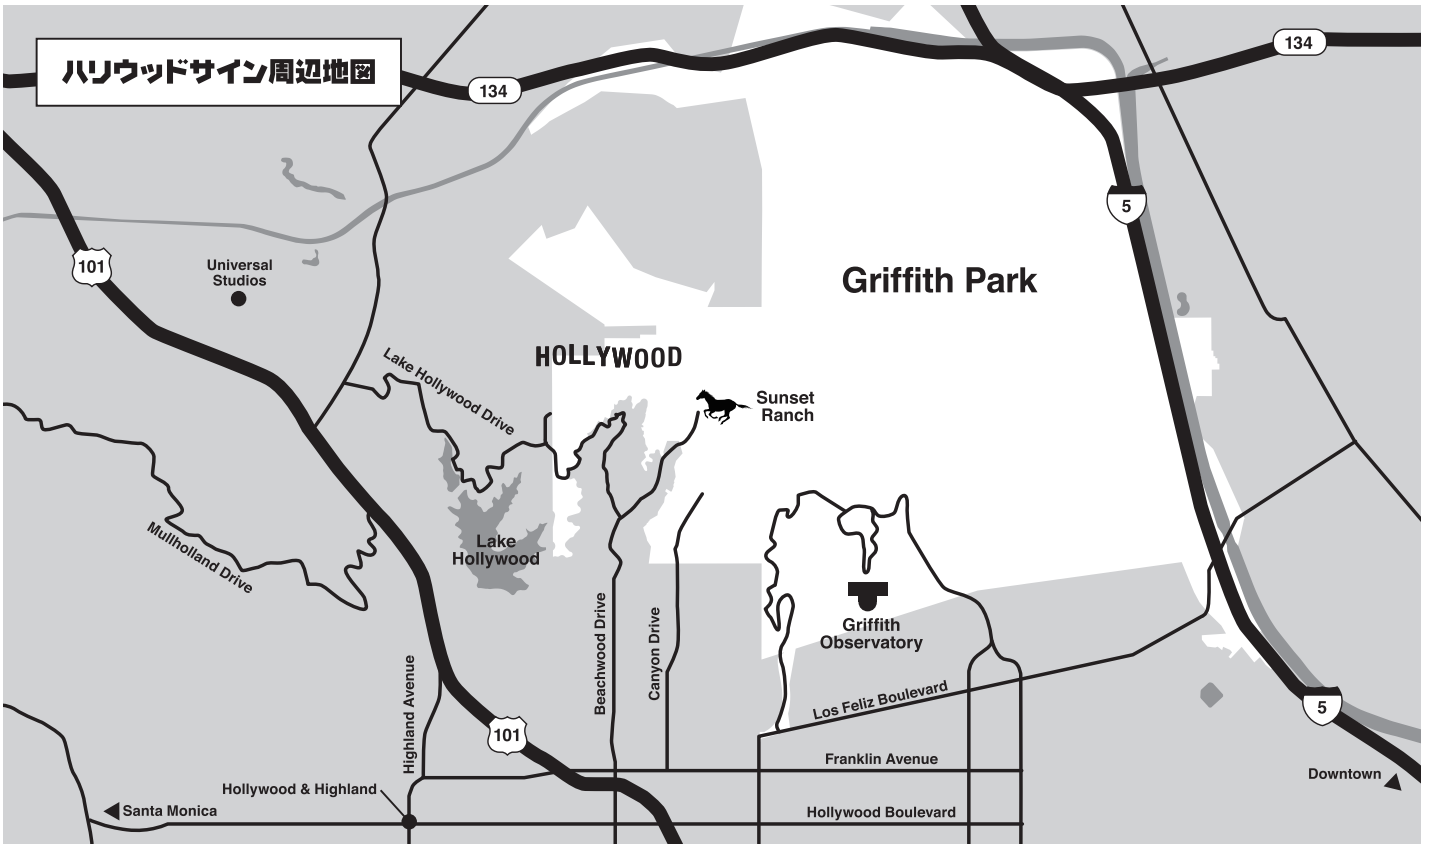 ハリウッドサイン周辺地図
134
134
101
5
Universal
Studios
Griffith Park
HOLLYWOOD
Lake Hollywood Drive
Sunset
Ranch
Mullholland Drive
Lake
Hollywood
Griffith
Observatory
Beachwood Drive
Canyon Drive
Highland Avenue
Los Feliz Boulevard
5
101
Franklin Avenue
Downtown
Hollywood & Highland
Santa Monica
Hollywood Boulevard